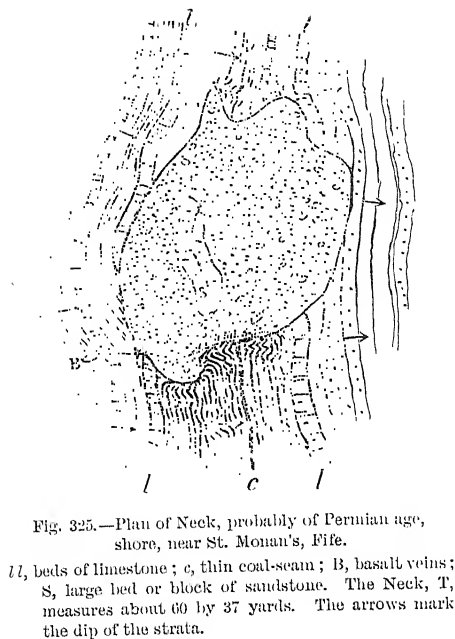 l
B
l c l
Fig. 325.—Plan of Neck, probably of Permian age,
shore, near St. Monan's, Fife.
ll, beds of limestone; c, thin coal-seam; B, basalt veins;
S, large bed or block of sandstone. The Neck, T,
measures about 60 by 37 yards. The arrows mark
the dip of the strata.